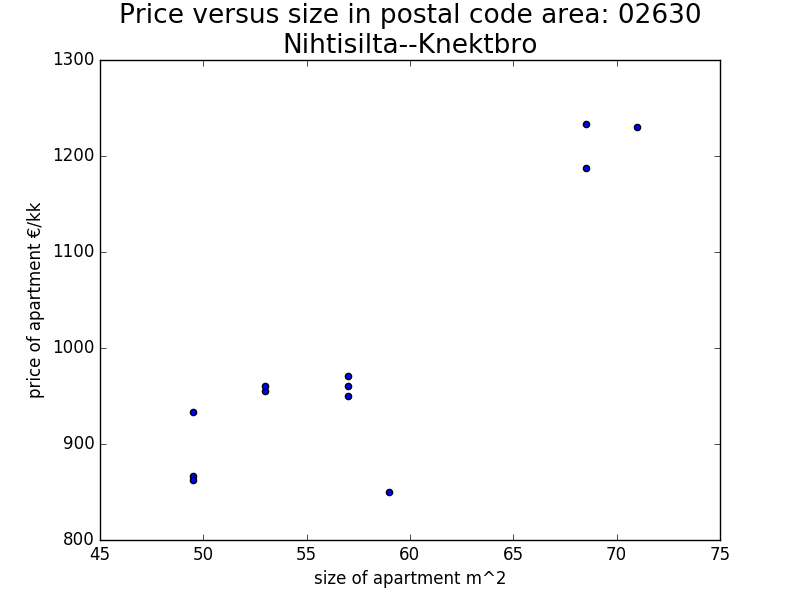 Price versus size in postal code area: 02630
Nihtisilta--Knektbro
1300
1200
1100
1000
900
800
price of apartment €/kk
45 50 55 60 65 70 75
size of apartment m^2